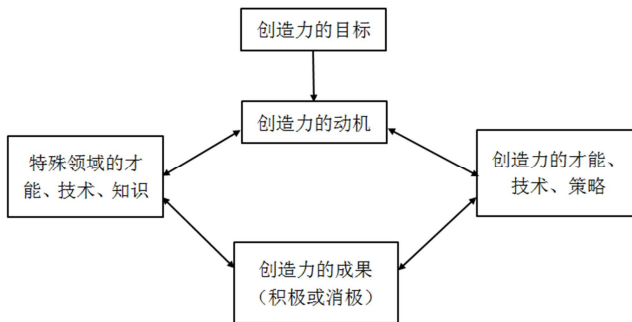 创造力的目标
创造力的动机
特殊领域的才
能、技术、知识
创造力的才能、
技术、策略
创造力的成果
（积极或消极）